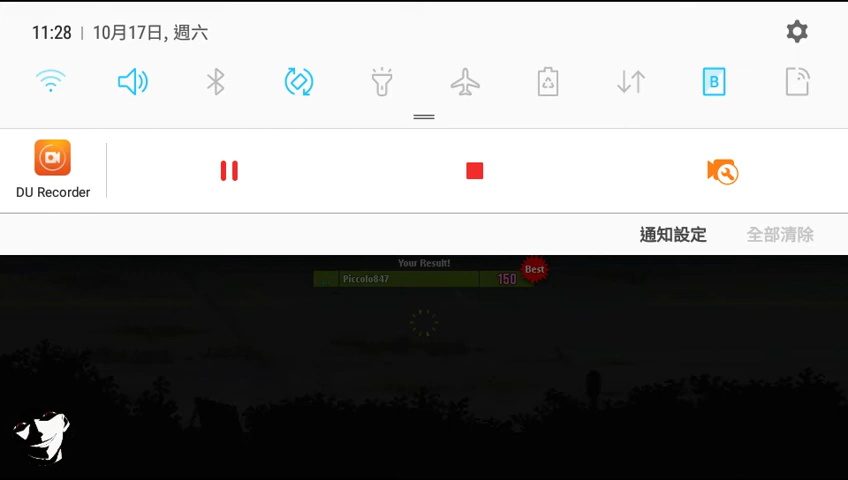 11:28 | 10月17日, 週六
B
DU Recorder
通知設定 全部清除
Your Result!
Piccolo847 150 Best